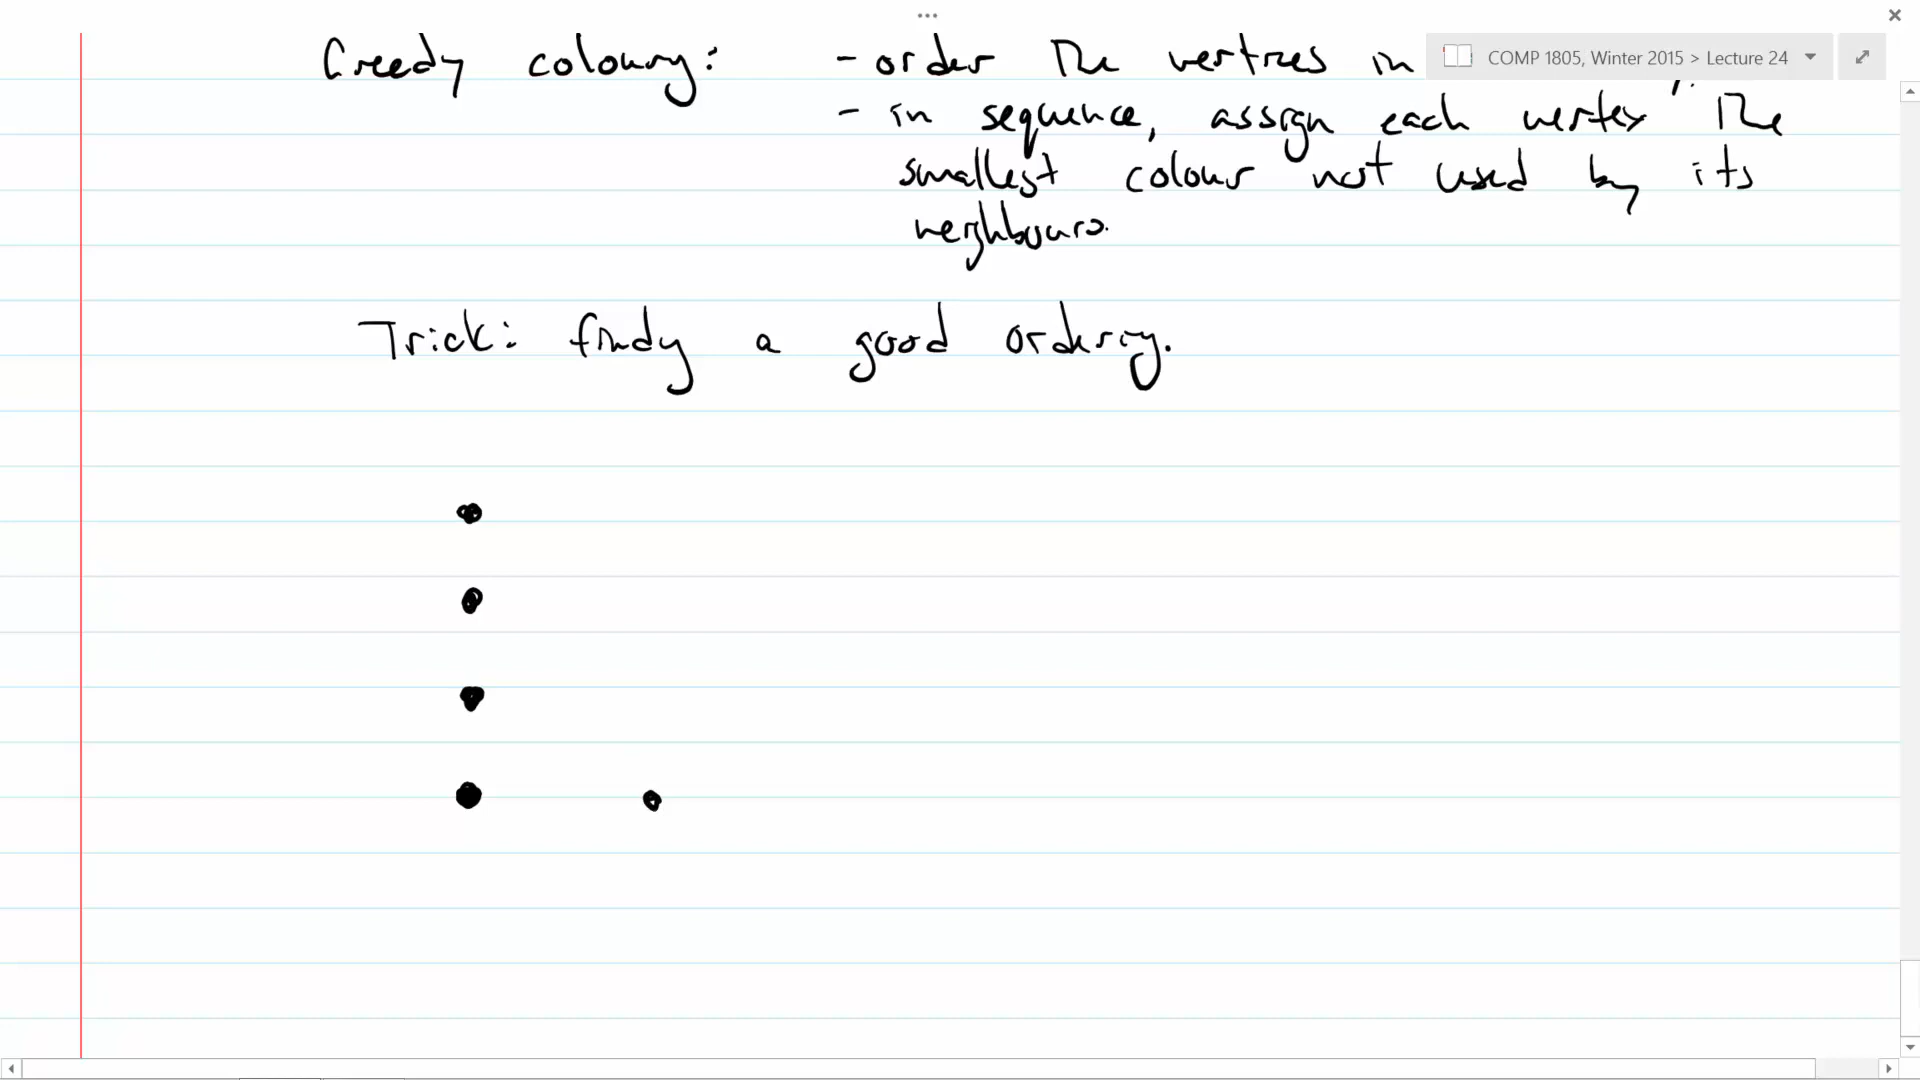 Greedy colouring: - order the vertices in
COMP 1805, Winter 2015 > Lecture 24
- in sequence, assign each vertex the
smallest colour not used by its
neighbours.
Trick: finding a good ordering.